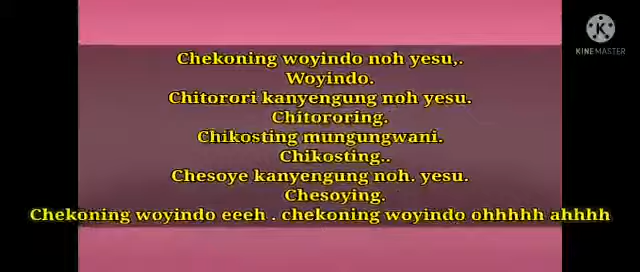 Chekoning woyindo noh yesu,.
Woyindo.
Chitorori kanyengung noh yesu.
Chitororing.
Chikosting mungungwani.
Chikosting..
Chesoye kanyengung noh. yesu.
Chesoying.
Chekoning woyindo eeeh . chekoning woyindo ohhhhh ahhhh
KINEMASTER